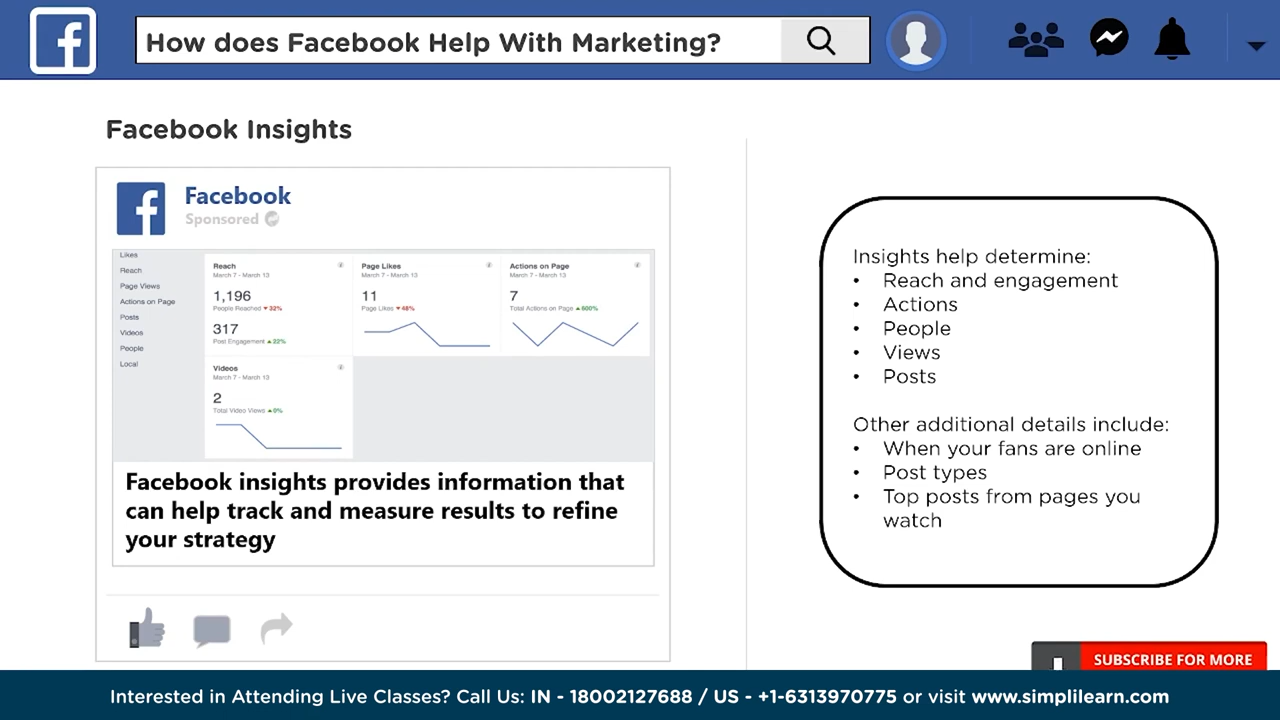 How does Facebook Help With Marketing?
Facebook Insights
Facebook
Sponsored
Likes
Reach
Page Views
Actions on Page
Posts
Videos
People
Local
Reach
March 7 - March 13
1,196
People Reached ▼32%
317
Post Engagement ▲22%
Page Likes
March 7 - March 13
11
Page Likes ▼48%
Actions on Page
March 7 - March 13
7
Total Actions on Page ▲600%
Videos
March 7 - March 13
2
Total Video Views ▲0%
Facebook insights provides information that
can help track and measure results to refine
your strategy
Insights help determine:
• Reach and engagement
• Actions
• People
• Views
• Posts
Other additional details include:
• When your fans are online
• Post types
• Top posts from pages you
watch
SUBSCRIBE FOR MORE
Interested in Attending Live Classes? Call Us: IN - 18002127688 / US - +1-6313970775 or visit www.simplilearn.com